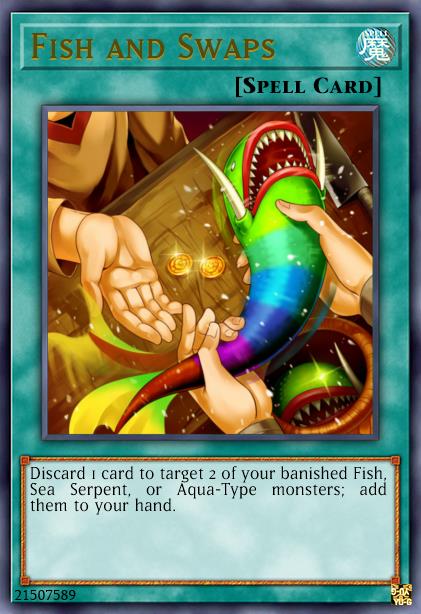 Fish and Swaps
[Spell Card]
Discard 1 card to target 2 of your banished Fish,
Sea Serpent, or Aqua-Type monsters; add
them to your hand.
21507589